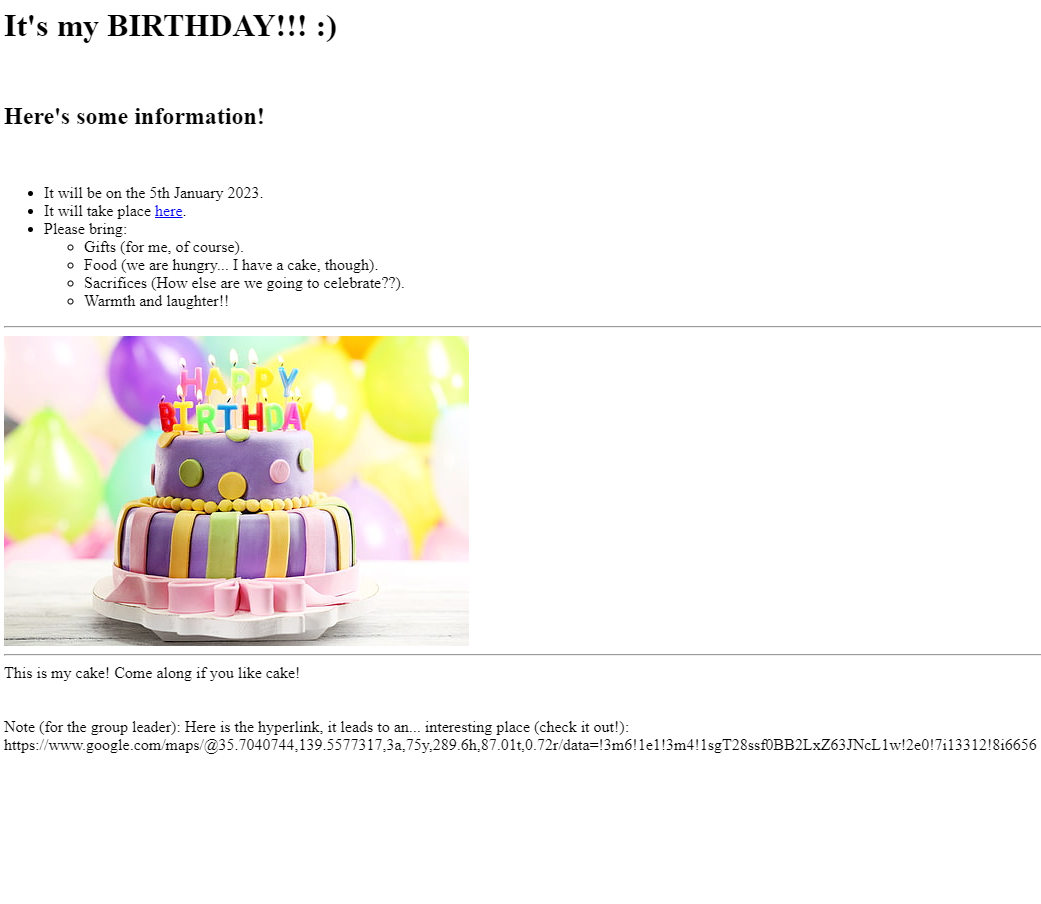 It's my BIRTHDAY!!! :)
Here's some information!
It will be on the 5th January 2023.
It will take place here.
Please bring:
Gifts (for me, of course).
Food (we are hungry... I have a cake, though).
Sacrifices (How else are we going to celebrate??).
Warmth and laughter!!
HAPPY
BIRTHDAY
This is my cake! Come along if you like cake!
Note (for the group leader): Here is the hyperlink, it leads to an... interesting place (check it out!):
https://www.google.com/maps/@35.7040744,139.5577317,3a,75y,289.6h,87.01t,0.72r/data=!3m6!1e1!3m4!1sgT28ssf0BB2LxZ63JNcL1w!2e0!7i13312!8i6656